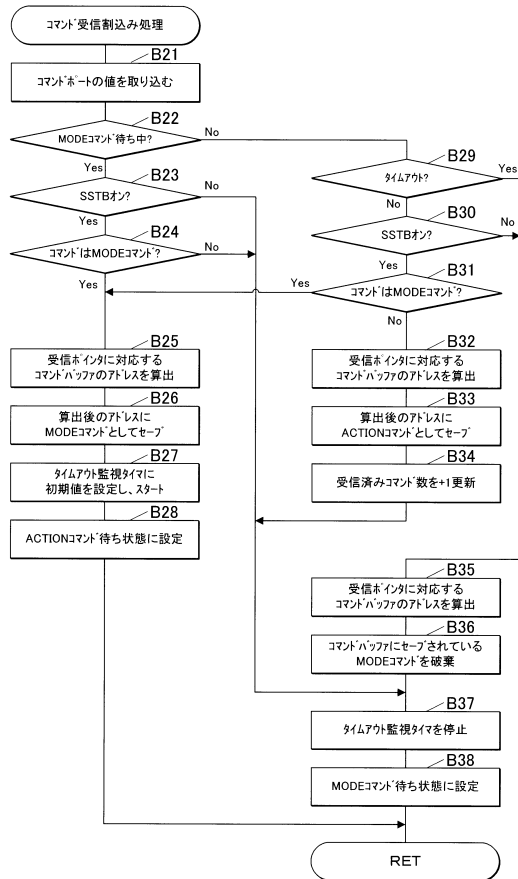 コマンド受信割込み処理
B21
コマンドポートの値を取り込む
B22
MODEコマンド待ち中?
No
Yes
B23
SSTBオン?
No
Yes
B24
コマンドはMODEコマンド?
No
Yes
B25
受信ポインタに対応する
コマンドバッファのアドレスを算出
B26
算出後のアドレスに
MODEコマンドとしてセーブ
B27
タイムアウト監視タイマに
初期値を設定し、スタート
B28
ACTIONコマンド待ち状態に設定
B29
タイムアウト?
Yes
No
B30
SSTBオン?
No
Yes
B31
コマンドはMODEコマンド?
Yes
No
B32
受信ポインタに対応する
コマンドバッファのアドレスを算出
B33
算出後のアドレスに
ACTIONコマンドとしてセーブ
B34
受信済みコマンド数を+1更新
B35
受信ポインタに対応する
コマンドバッファのアドレスを算出
B36
コマンドバッファにセーブされている
MODEコマンドを破棄
B37
タイムアウト監視タイマを停止
B38
MODEコマンド待ち状態に設定
RET